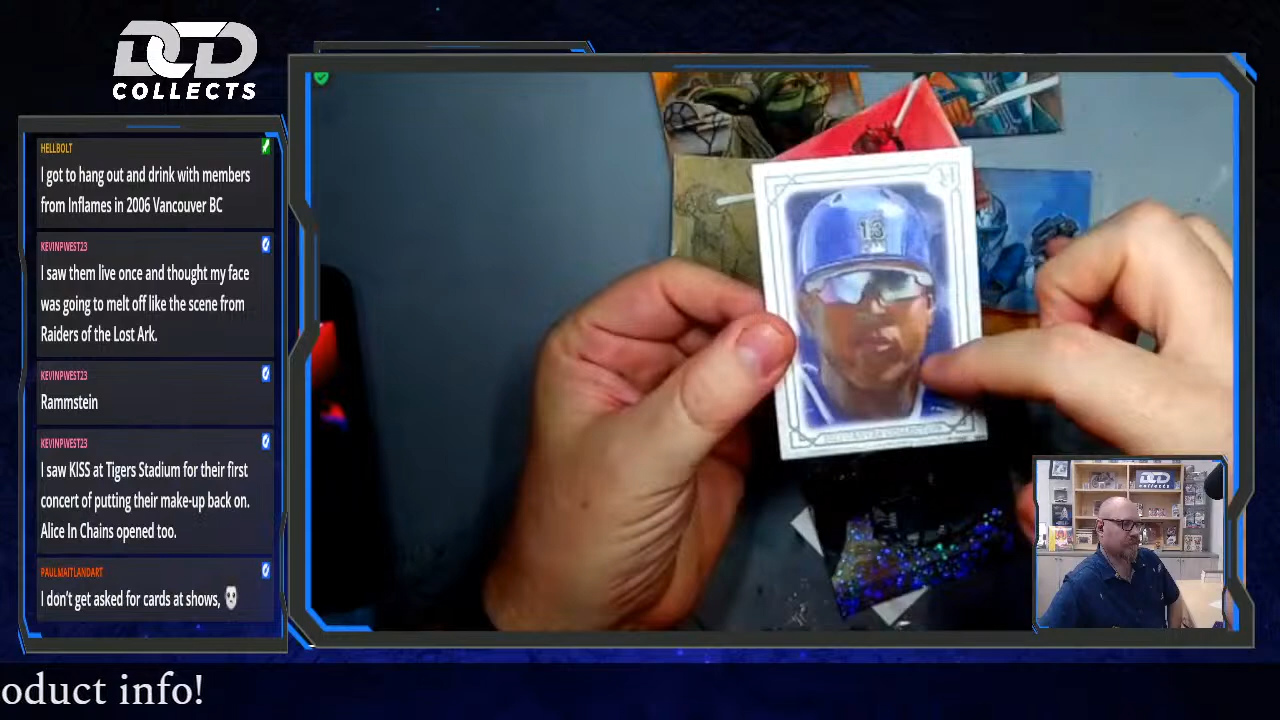 DCD
COLLECTS
HELLBOLT
I got to hang out and drink with members
from Inflames in 2006 Vancouver BC
KEVINPWEST23
I saw them live once and thought my face
was going to melt off like the scene from
Raiders of the Lost Ark.
KEVINPWEST23
Rammstein
KEVINPWEST23
I saw KISS at Tigers Stadium for their first
concert of putting their make-up back on.
Alice In Chains opened too.
PAULMAITLANDART
I don't get asked for cards at shows, 💀
13
DCD
COLLECTS
oduct info!